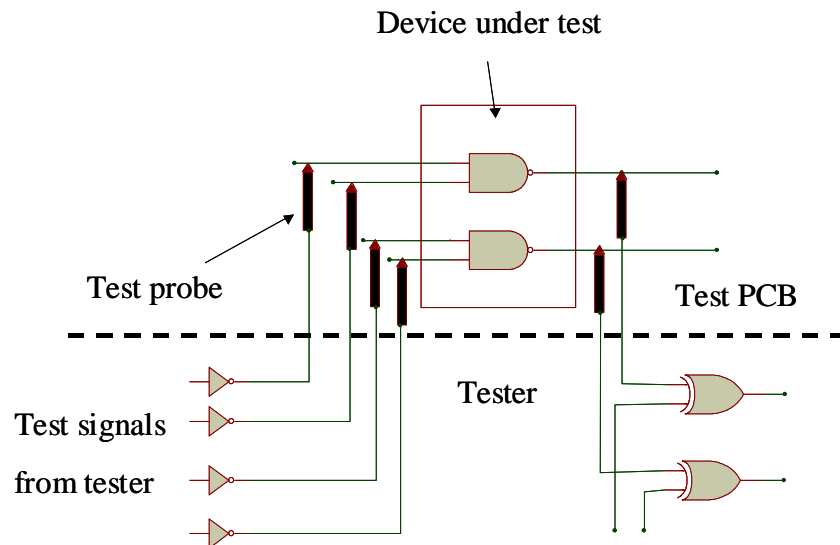 Device under test
Test probe
Test PCB
Tester
Test signals
from tester